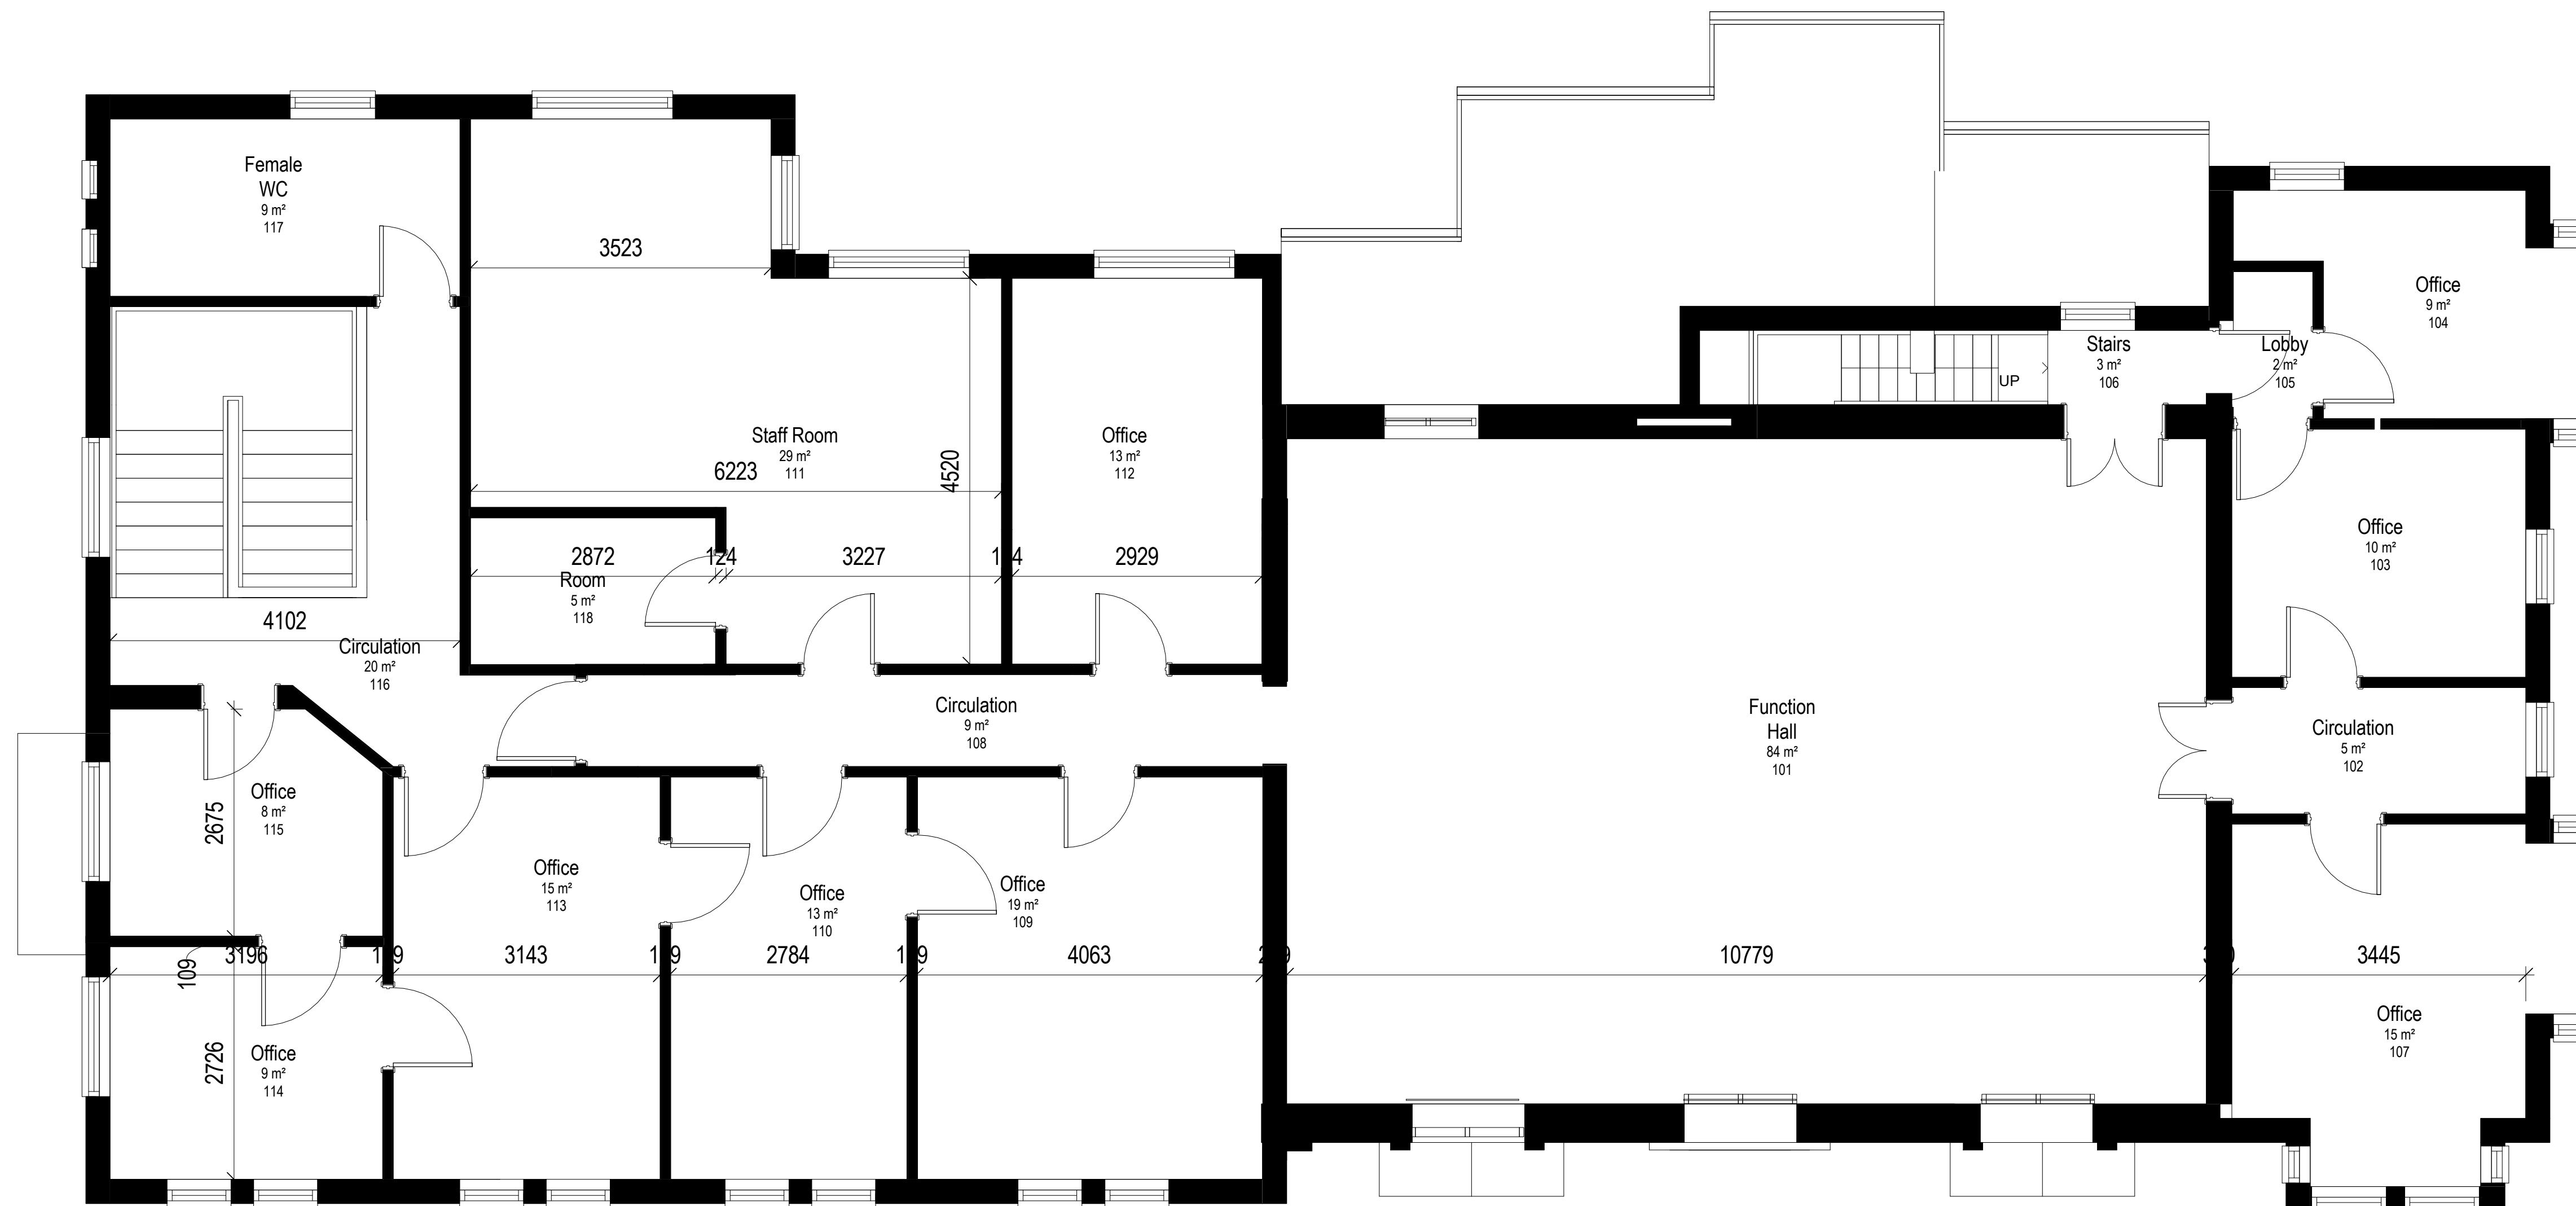 Female
WC
9 m²
117
3523
Office
9 m²
104
Stairs
3 m²
106
Lobby
2 m²
105
UP
Staff Room
29 m²
111
6223
4520
Office
13 m²
112
Office
10 m²
103
2872
124
3227
2929
Room
5 m²
118
4102
Circulation
20 m²
116
Circulation
9 m²
108
Function
Hall
84 m²
101
Circulation
5 m²
102
Office
8 m²
115
2675
Office
15 m²
113
Office
13 m²
110
Office
19 m²
109
3196
109
3143
2784
4063
10779
3445
2726
Office
9 m²
114
Office
15 m²
107